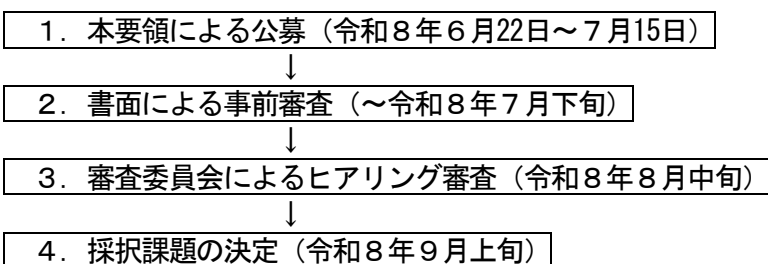 １．本要領による公募（令和８年６月22日～７月15日）
↓
２．書面による事前審査（～令和８年７月下旬）
↓
３．審査委員会によるヒアリング審査（令和８年８月中旬）
↓
４．採択課題の決定（令和８年９月上旬）